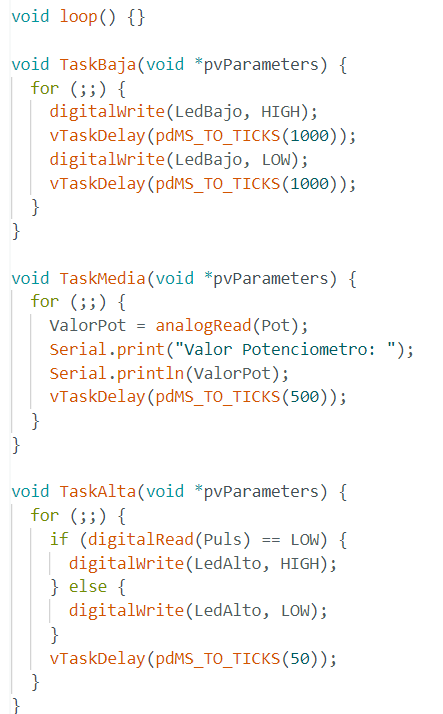 void loop() {}

void TaskBaja(void *pvParameters) {
  for (;;) {
    digitalWrite(LedBajo, HIGH);
    vTaskDelay(pdMS_TO_TICKS(1000));
    digitalWrite(LedBajo, LOW);
    vTaskDelay(pdMS_TO_TICKS(1000));
  }
}

void TaskMedia(void *pvParameters) {
  for (;;) {
    ValorPot = analogRead(Pot);
    Serial.print("Valor Potenciometro: ");
    Serial.println(ValorPot);
    vTaskDelay(pdMS_TO_TICKS(500));
  }
}

void TaskAlta(void *pvParameters) {
  for (;;) {
    if (digitalRead(Puls) == LOW) {
      digitalWrite(LedAlto, HIGH);
    } else {
      digitalWrite(LedAlto, LOW);
    }
    vTaskDelay(pdMS_TO_TICKS(50));
  }
}